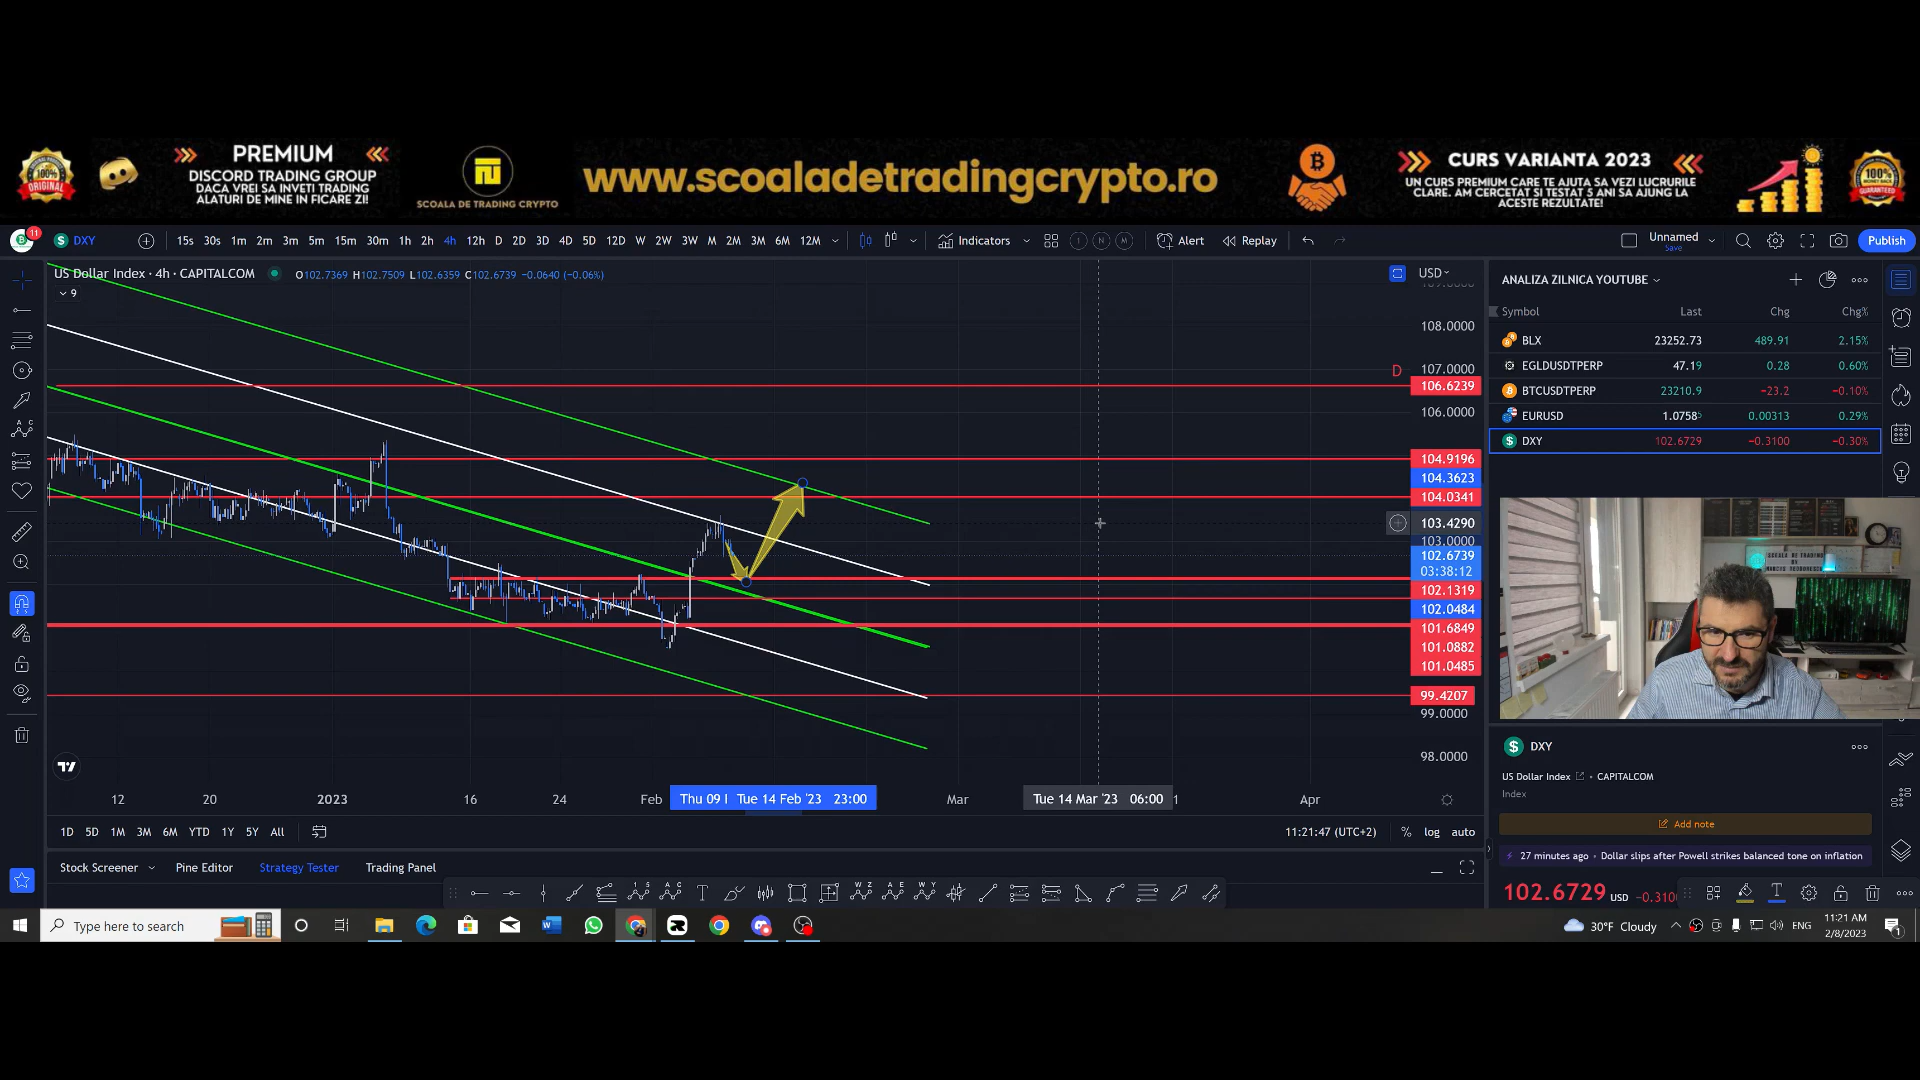 PREMIUM
DISCORD TRADING GROUP
DACA VREI SA INVETI TRADING
ALATURI DE MINE IN FICARE ZI!
SCOALA DE TRADING CRYPTO
www.scoaladetradingcrypto.ro
CURS VARIANTA 2023
UN CURS PREMIUM CARE TE AJUTA SA VEZI LUCRURILE
CLARE. AM CERCETAT SI TESTAT 5 ANI SA AJUNG LA
ACESTE REZULTATE!
11 DXY 15s 30s 1m 2m 3m 5m 15m 30m 1h 2h 4h 12h D 2D 3D 4D 5D 12D W 2W 3W M 2M 3M 6M 12M Indicators Alert Replay Unnamed Save Publish
US Dollar Index · 4h · CAPITALCOM O102.7369 H102.7509 L102.6359 C102.6739 −0.0640 (−0.06%) USD
9
108.0000
D 107.0000
106.6239
106.0000
104.9196
104.3623
104.0341
103.4290
103.0000
102.6739
03:38:12
102.1319
102.0484
101.6849
101.0882
101.0485
99.4207
99.0000
98.0000
12 20 2023 16 24 Feb Thu 09 Tue 14 Feb '23 23:00 Mar Tue 14 Mar '23 06:00 Apr
1D 5D 1M 3M 6M YTD 1Y 5Y All 11:21:47 (UTC+2) % log auto
Stock Screener Pine Editor Strategy Tester Trading Panel
ANALIZA ZILNICA YOUTUBE
Symbol Last Chg Chg%
BLX 23252.73 489.91 2.15%
EGLDUSDTPERP 47.19 0.28 0.60%
BTCUSDTPERP 23210.9 −23.2 −0.10%
EURUSD 1.0758⁵ 0.00313 0.29%
DXY 102.6729 −0.3100 −0.30%
DXY
US Dollar Index · CAPITALCOM
Index
Add note
27 minutes ago · Dollar slips after Powell strikes balanced tone on inflation
102.6729 USD −0.3100
Type here to search
30°F Cloudy ENG
11:21 AM
2/8/2023